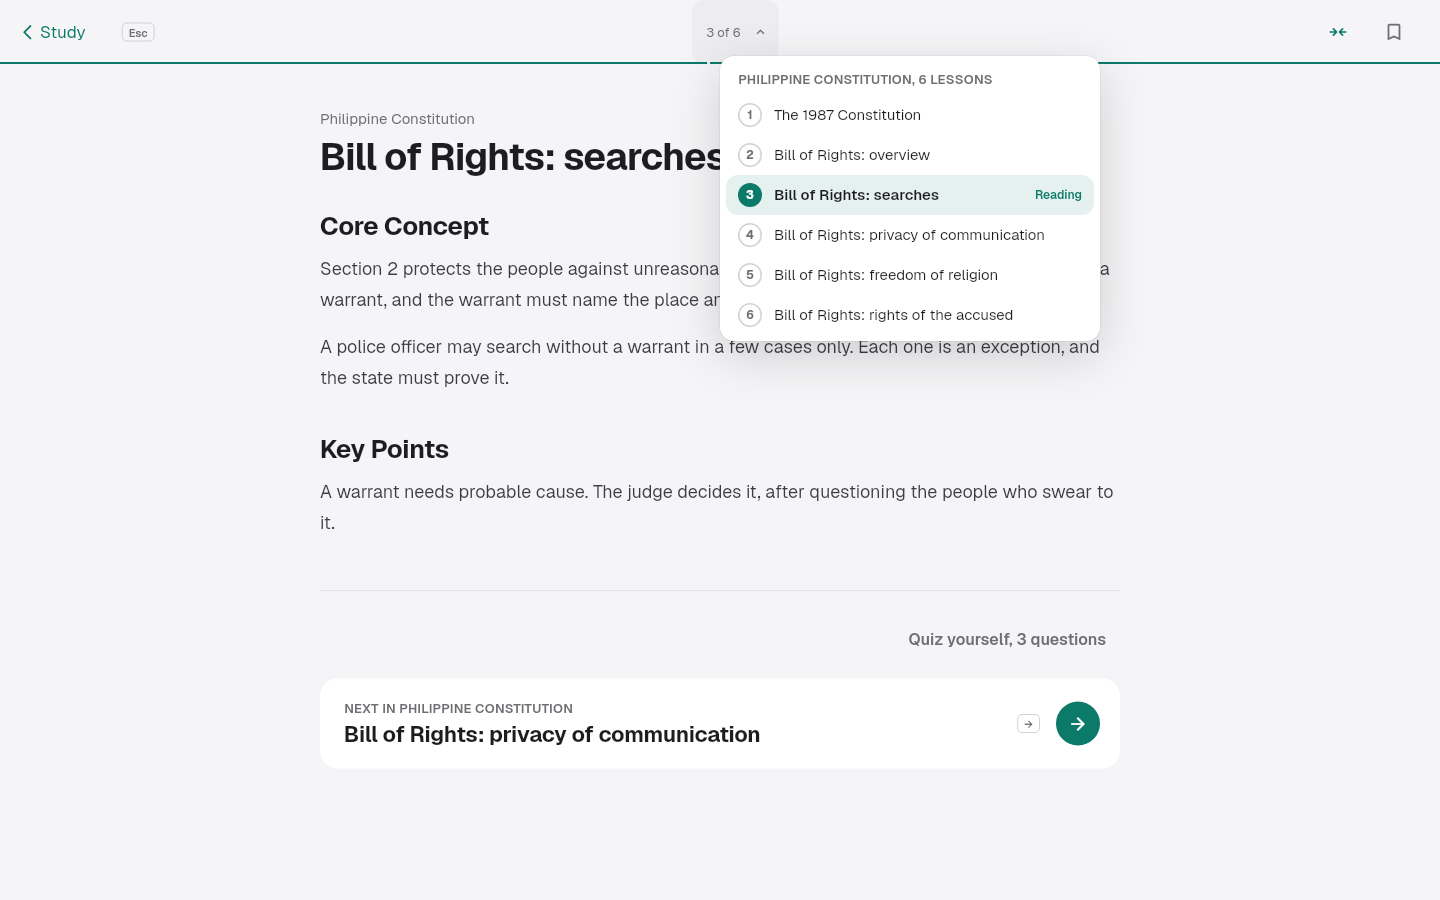 Study
Esc
3 of 6
PHILIPPINE CONSTITUTION, 6 LESSONS
1 The 1987 Constitution
2 Bill of Rights: overview
3 Bill of Rights: searches Reading
4 Bill of Rights: privacy of communication
5 Bill of Rights: freedom of religion
6 Bill of Rights: rights of the accused
Philippine Constitution
Bill of Rights: searches
Core Concept
Section 2 protects the people against a
warrant, and the warrant must name the place
A police officer may search without a warrant in a few cases only. Each one is an exception, and
the state must prove it.
Key Points
A warrant needs probable cause. The judge decides it, after questioning the people who swear to
it.
Quiz yourself, 3 questions
NEXT IN PHILIPPINE CONSTITUTION
Bill of Rights: privacy of communication